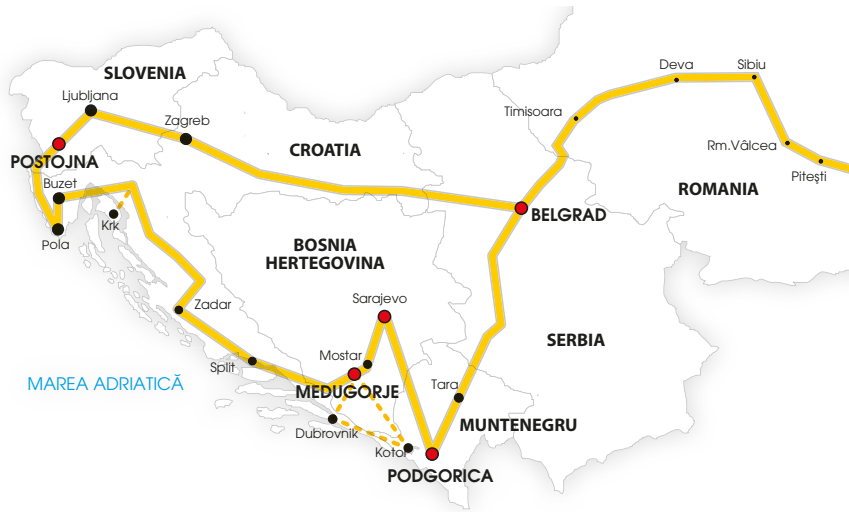 SLOVENIA
Ljubljana
Zagreb
POSTOJNA
Buzet
Pola
Krk
CROATIA
Deva
Sibiu
Timisoara
Rm.Vâlcea
Piteşti
ROMANIA
BELGRAD
BOSNIA
HERTEGOVINA
Sarajevo
Zadar
Split
Mostar
MEDUGORJE
MAREA ADRIATICĂ
Dubrovnik
Kotor
Tara
SERBIA
MUNTENEGRU
PODGORICA